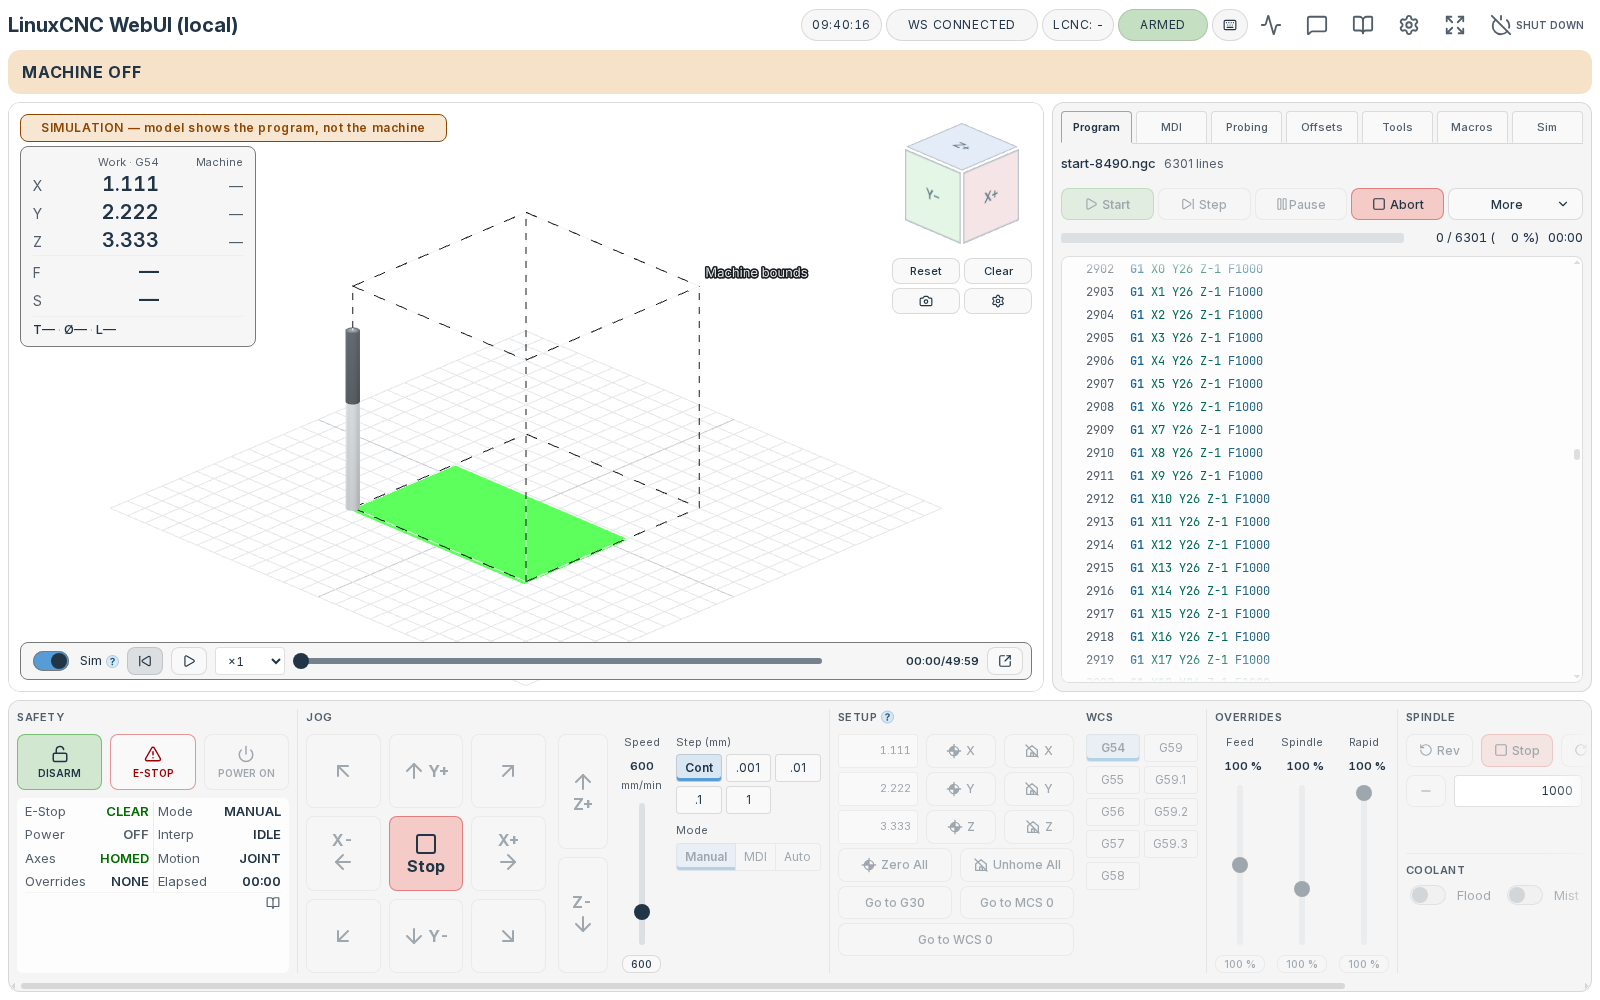 LinuxCNC WebUI (local)
09:40:16
WS CONNECTED
LCNC: -
ARMED
SHUT DOWN
MACHINE OFF
SIMULATION — model shows the program, not the machine
Work · G54 Machine
X 1.111 —
Y 2.222 —
Z 3.333 —
F —
S —
T— · Ø— · L—
Machine bounds
Z+
Y-
X+
Reset
Clear
Sim ?
×1
00:00/49:59
Program
MDI
Probing
Offsets
Tools
Macros
Sim
start-8490.ngc 6301 lines
Start
Step
Pause
Abort
More
0 / 6301 ( 0 %) 00:00
2902 G1 X0 Y26 Z-1 F1000
2903 G1 X1 Y26 Z-1 F1000
2904 G1 X2 Y26 Z-1 F1000
2905 G1 X3 Y26 Z-1 F1000
2906 G1 X4 Y26 Z-1 F1000
2907 G1 X5 Y26 Z-1 F1000
2908 G1 X6 Y26 Z-1 F1000
2909 G1 X7 Y26 Z-1 F1000
2910 G1 X8 Y26 Z-1 F1000
2911 G1 X9 Y26 Z-1 F1000
2912 G1 X10 Y26 Z-1 F1000
2913 G1 X11 Y26 Z-1 F1000
2914 G1 X12 Y26 Z-1 F1000
2915 G1 X13 Y26 Z-1 F1000
2916 G1 X14 Y26 Z-1 F1000
2917 G1 X15 Y26 Z-1 F1000
2918 G1 X16 Y26 Z-1 F1000
2919 G1 X17 Y26 Z-1 F1000
SAFETY
DISARM
E-STOP
POWER ON
E-Stop CLEAR Mode MANUAL
Power OFF Interp IDLE
Axes HOMED Motion JOINT
Overrides NONE Elapsed 00:00
JOG
Y+
X-
Stop
X+
Y-
Z+
Z-
Speed
600
mm/min
600
Step (mm)
Cont .001 .01
.1 1
Mode
Manual MDI Auto
SETUP ?
1.111 X X
2.222 Y Y
3.333 Z Z
Zero All
Unhome All
Go to G30
Go to MCS 0
Go to WCS 0
WCS
G54 G59
G55 G59.1
G56 G59.2
G57 G59.3
G58
OVERRIDES
Feed Spindle Rapid
100 % 100 % 100 %
100 % 100 % 100 %
SPINDLE
Rev
Stop
1000
COOLANT
Flood
Mist